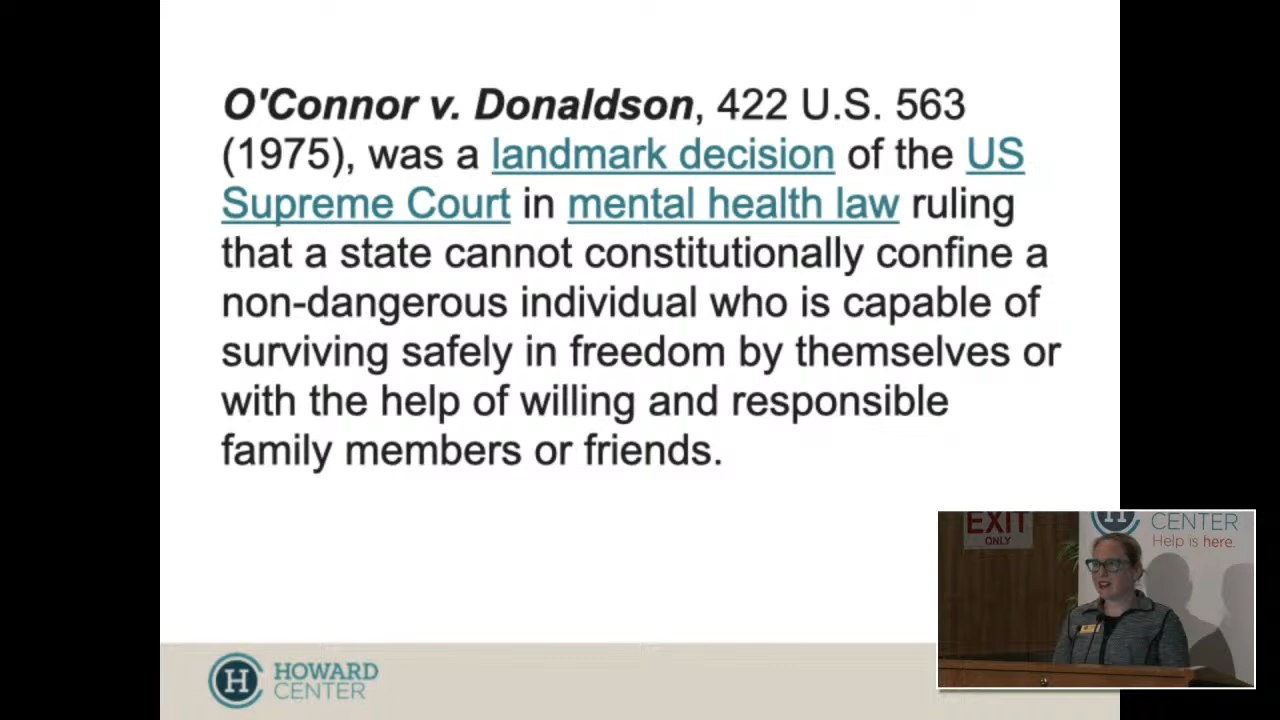 O'Connor v. Donaldson, 422 U.S. 563
(1975), was a landmark decision of the US
Supreme Court in mental health law ruling
that a state cannot constitutionally confine a
non-dangerous individual who is capable of
surviving safely in freedom by themselves or
with the help of willing and responsible
family members or friends.
H HOWARD
CENTER
EXIT
ONLY
H
CENTER
Help is here.